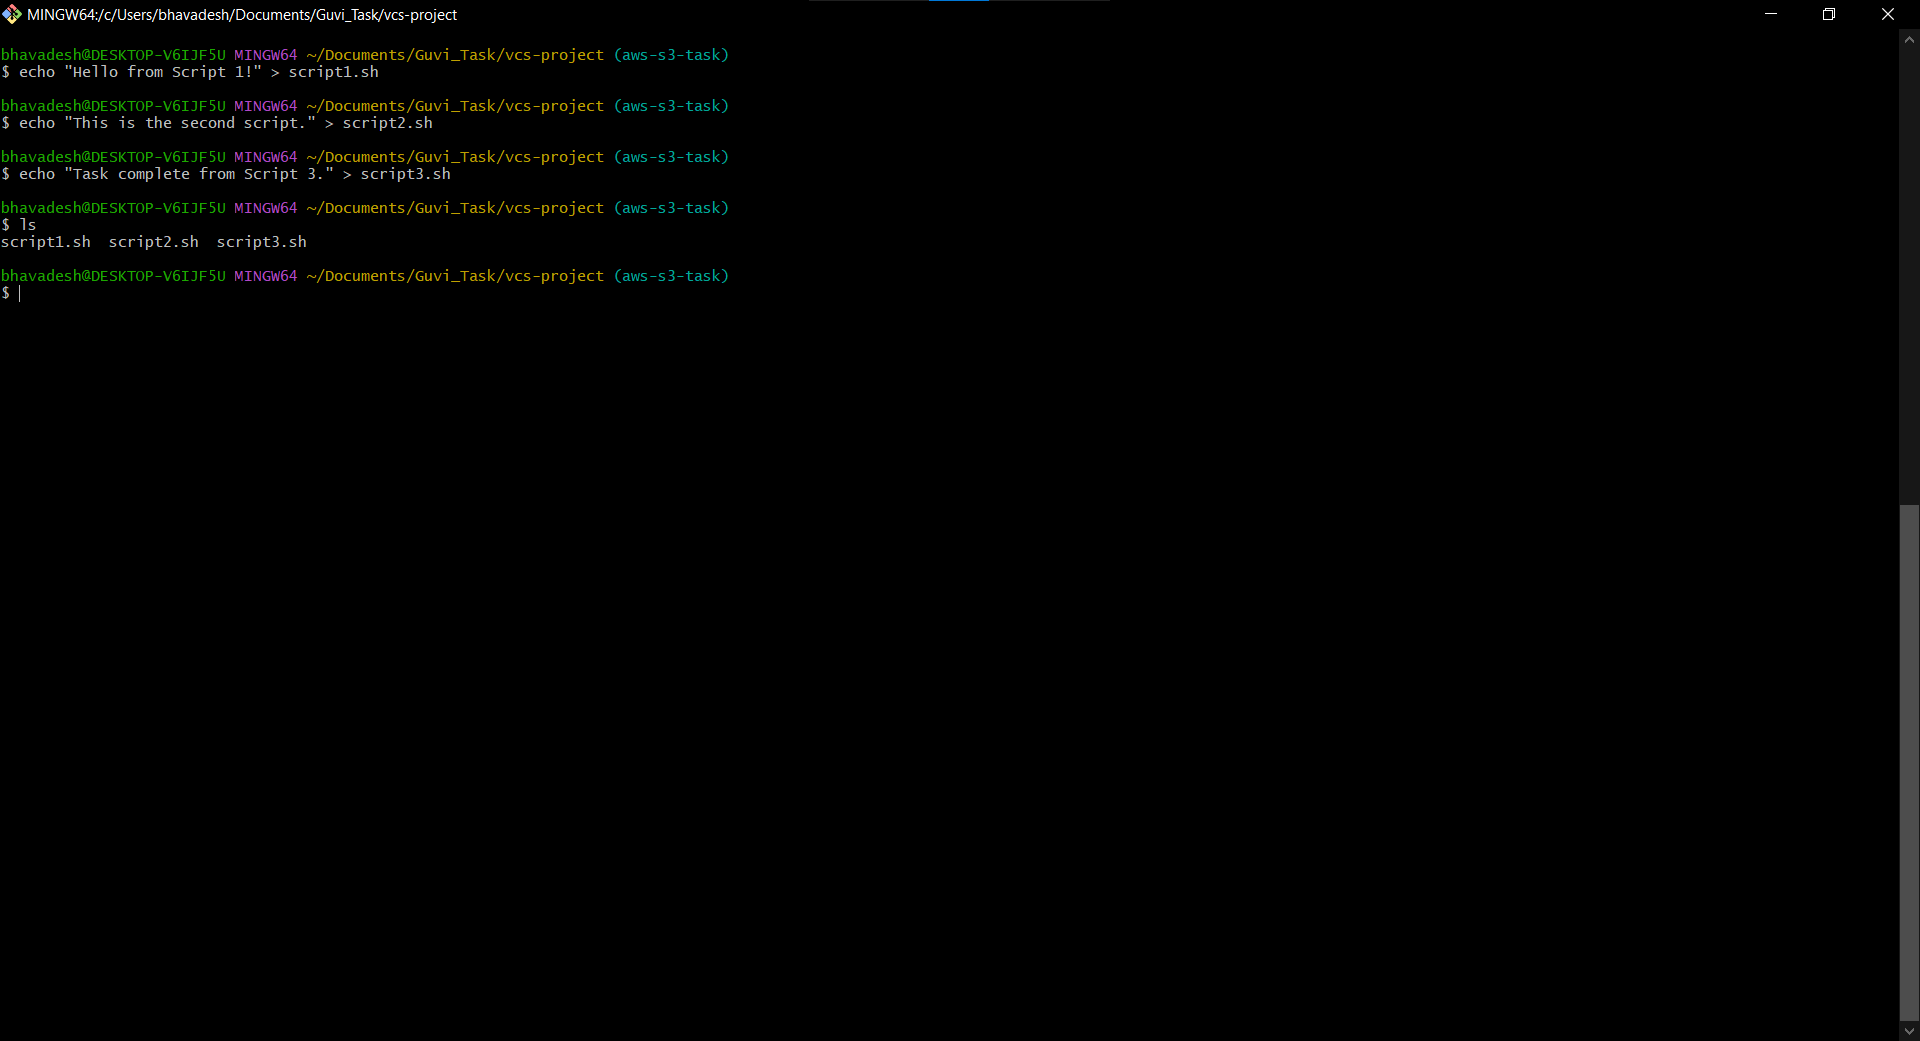 MINGW64:/c/Users/bhavadesh/Documents/Guvi_Task/vcs-project
bhavadesh@DESKTOP-V6IJF5U MINGW64 ~/Documents/Guvi_Task/vcs-project (aws-s3-task)
$ echo "Hello from Script 1!" > script1.sh
bhavadesh@DESKTOP-V6IJF5U MINGW64 ~/Documents/Guvi_Task/vcs-project (aws-s3-task)
$ echo "This is the second script." > script2.sh
bhavadesh@DESKTOP-V6IJF5U MINGW64 ~/Documents/Guvi_Task/vcs-project (aws-s3-task)
$ echo "Task complete from Script 3." > script3.sh
bhavadesh@DESKTOP-V6IJF5U MINGW64 ~/Documents/Guvi_Task/vcs-project (aws-s3-task)
$ ls
script1.sh  script2.sh  script3.sh
bhavadesh@DESKTOP-V6IJF5U MINGW64 ~/Documents/Guvi_Task/vcs-project (aws-s3-task)
$